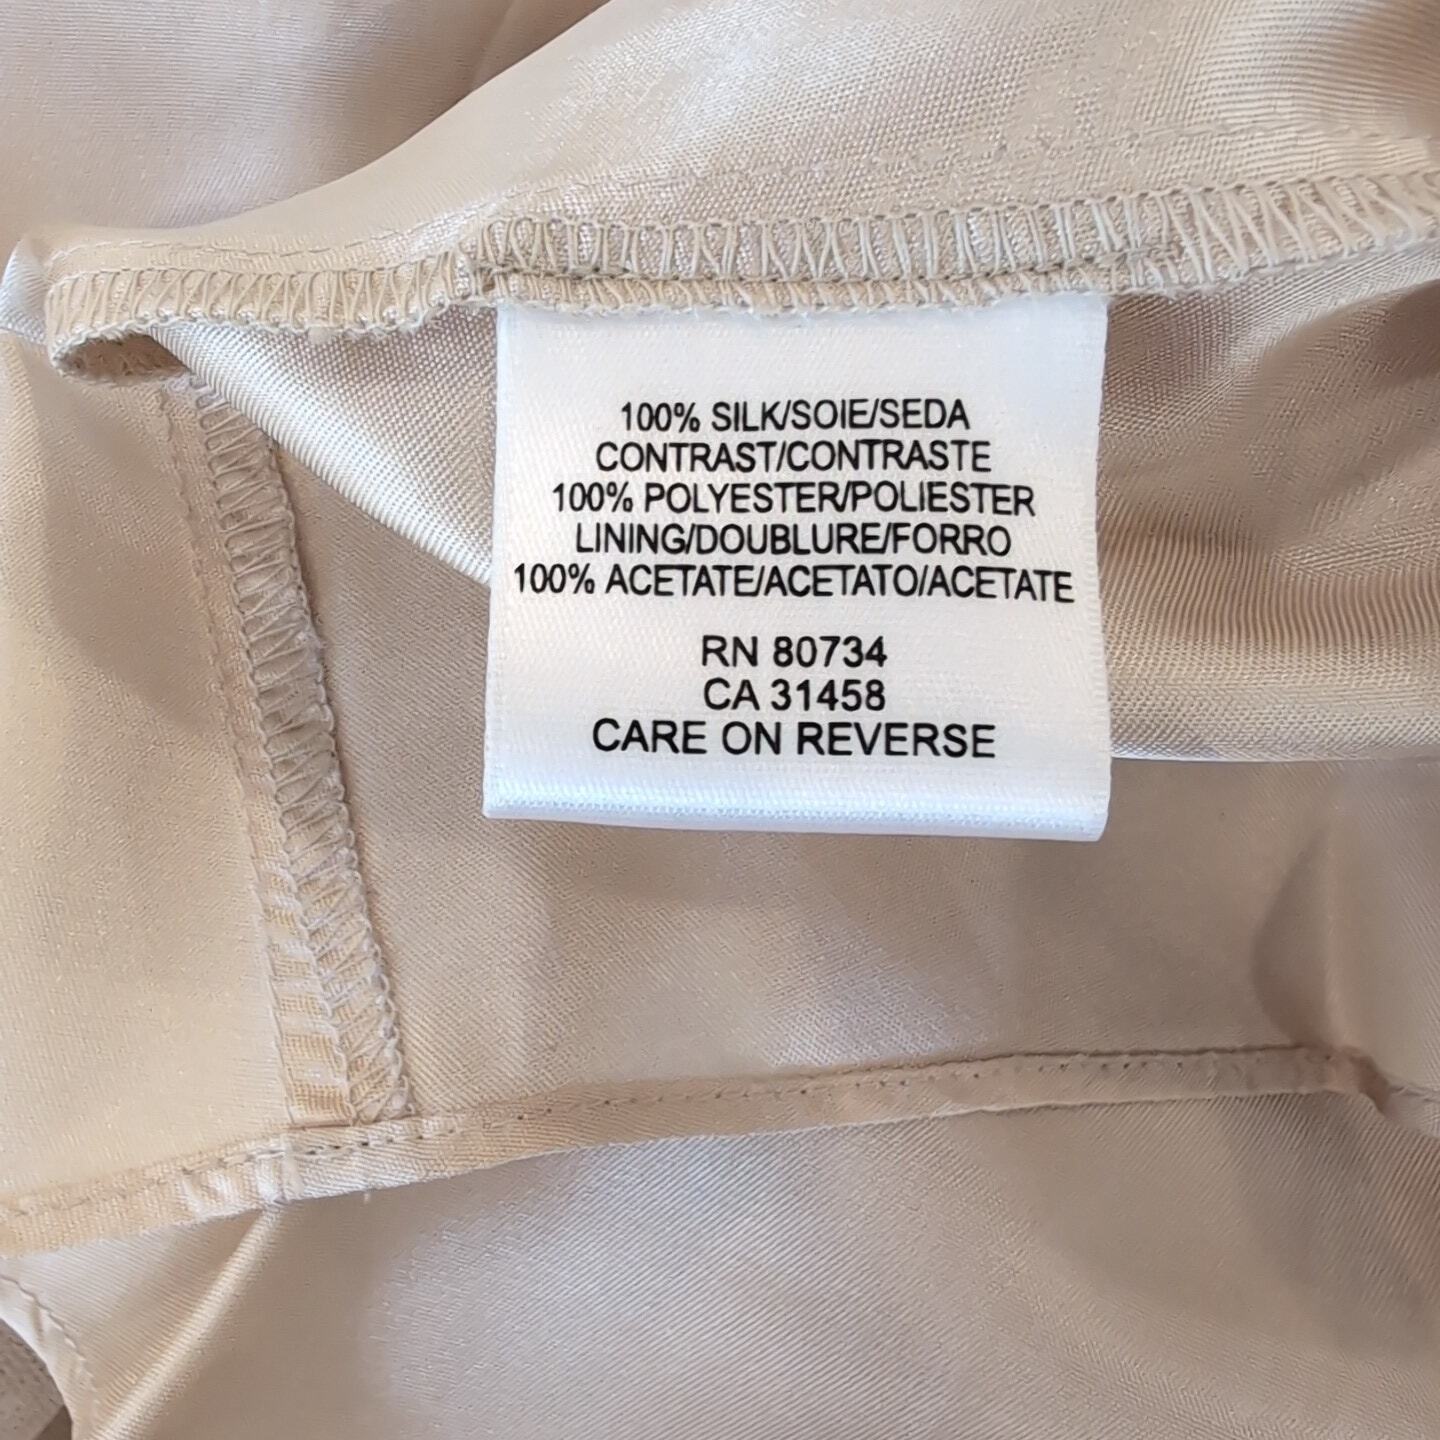 100% SILK/SOIE/SEDA
CONTRAST/CONTRASTE
100% POLYESTER/POLIESTER
LINING/DOUBLURE/FORRO
100% ACETATE/ACETATO/ACETATE
RN 80734
CA 31458
CARE ON REVERSE